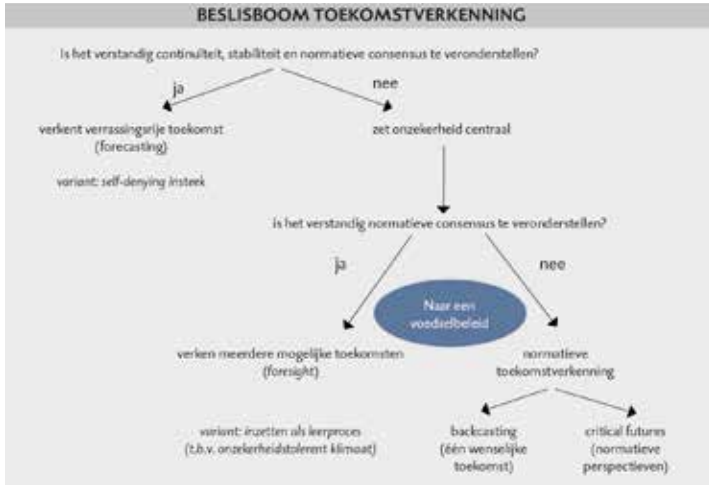 BESLISBOOM TOEKOMSTVERKENNING
is het verstandig continuïteit, stabiliteit en normatieve consensus te veronderstellen?
ja
nee
verkent verrassingsrije toekomst
(forecasting)
zet onzekerheid centraal
variant: self-denying insteek
is het verstandig normatieve consensus te veronderstellen?
ja
nee
Naar een
voedselbeleid
verken meerdere mogelijke toekomsten
(foresight)
normatieve
toekomstverkenning
variant: inzetten als leerproces
(t.b.v. onzekerheidstolerent klimaat)
backcasting
(één wenselijke
toekomst)
critical futures
(normatieve
perspectieven)